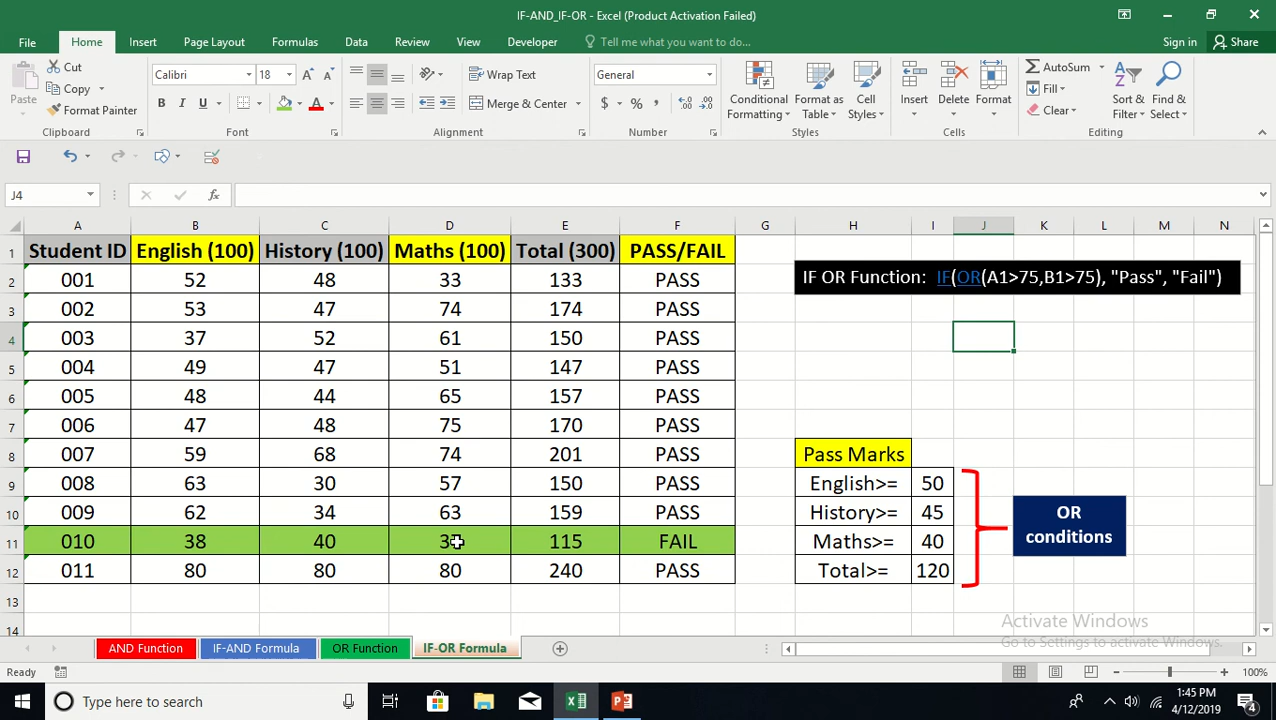 IF-AND_IF-OR - Excel (Product Activation Failed)
File Home Insert Page Layout Formulas Data Review View Developer Tell me what you want to do... Sign in Share
Paste Cut Copy Format Painter
Clipboard
Calibri 18 A A B I U A
Font
Wrap Text Merge & Center
Alignment
General $ % , .0 .00
Number
Conditional Formatting Format as Table Cell Styles
Styles
Insert Delete Format
Cells
AutoSum Fill Clear Sort & Filter Find & Select
Editing
J4 fx
A B C D E F G H I J K L M N
1 Student ID English (100) History (100) Maths (100) Total (300) PASS/FAIL
2 001 52 48 33 133 PASS
IF OR Function: IF(OR(A1>75,B1>75), "Pass", "Fail")
3 002 53 47 74 174 PASS
4 003 37 52 61 150 PASS
5 004 49 47 51 147 PASS
6 005 48 44 65 157 PASS
7 006 47 48 75 170 PASS
8 007 59 68 74 201 PASS Pass Marks
9 008 63 30 57 150 PASS English>= 50
10 009 62 34 63 159 PASS History>= 45
11 010 38 40 115 FAIL Maths>= 40
12 011 80 80 80 240 PASS Total>= 120
OR
conditions
13
14
Activate Windows
Go to Settings to activate Windows.
AND Function IF-AND Formula OR Function IF-OR Formula
Ready 100%
Type here to search
1:45 PM
4/12/2019
4